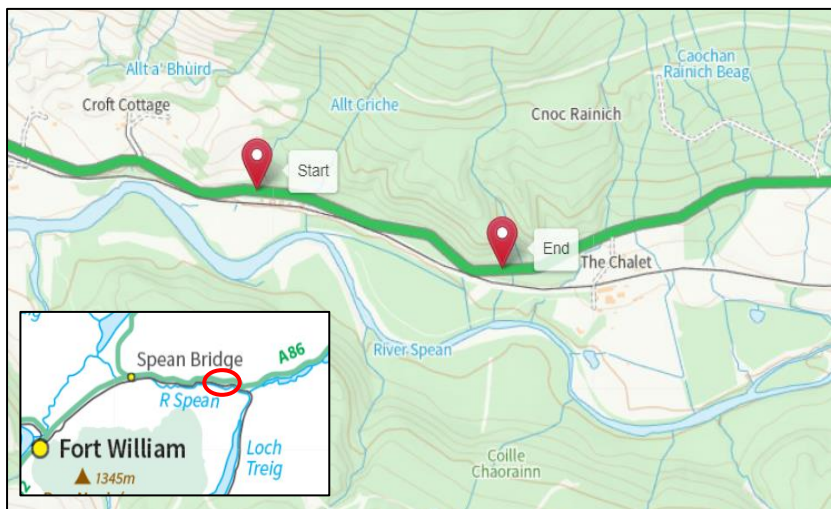 Allt a' Bhùird
Caochan
Rainich Beag
Croft Cottage
Allt Criche
Cnoc Rainich
Start
End
The Chalet
River Spean
Coille
Chaorainn
Spean Bridge
A86
R Spean
Loch
Treig
Fort William
1345m